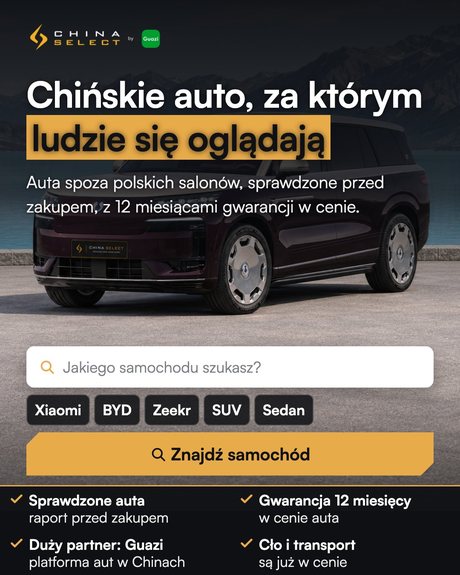 CHINA
SELECT
by
Guazi
Chińskie auto, za którym
ludzie się oglądają
Auta spoza polskich salonów, sprawdzone przed
zakupem, z 12 miesiącami gwarancji w cenie.
CHINA SELECT
Jakiego samochodu szukasz?
Xiaomi BYD Zeekr SUV Sedan
Znajdź samochód
Sprawdzone auta
raport przed zakupem
Gwarancja 12 miesięcy
w cenie auta
Duży partner: Guazi
platforma aut w Chinach
Cło i transport
są już w cenie